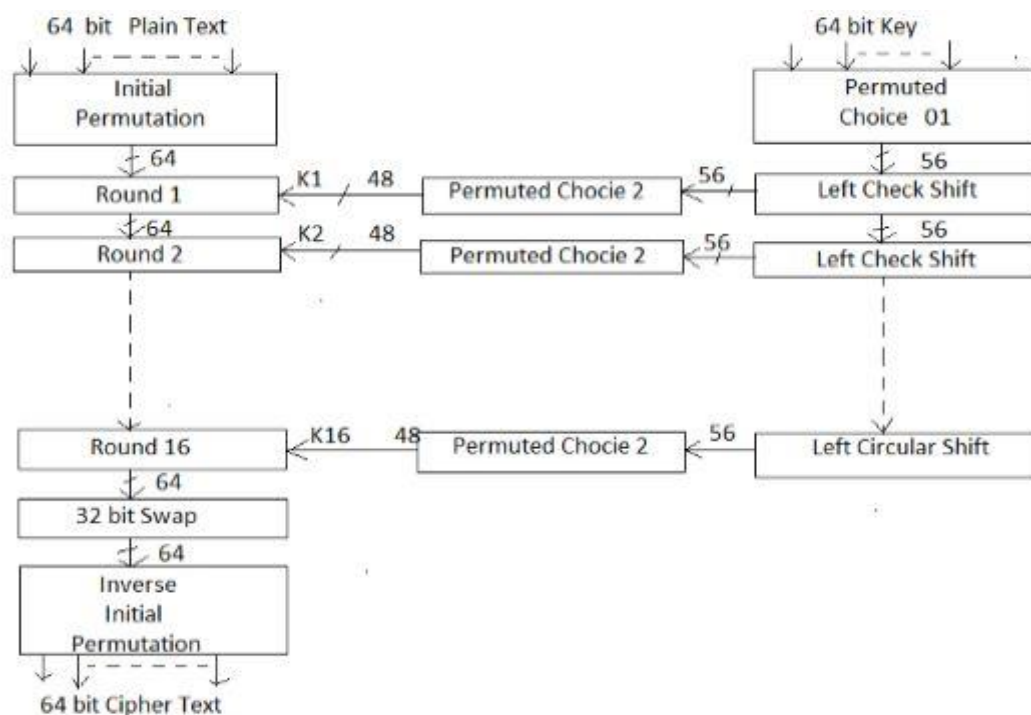 64 bit Plain Text
64 bit Key
Initial
Permutation
Permuted
Choice 01
64
56
Round 1
K1
48
Permuted Chocie 2
56
Left Check Shift
64
56
Round 2
K2
48
Permuted Chocie 2
56
Left Check Shift
Round 16
K16
48
Permuted Chocie 2
56
Left Circular Shift
64
32 bit Swap
64
Inverse
Initial
Permutation
64 bit Cipher Text